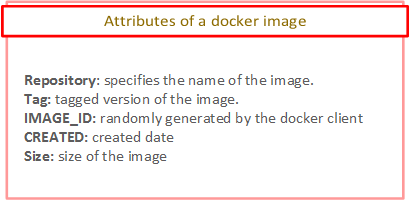 Attributes of a docker image
Repository: specifies the name of the image.
Tag: tagged version of the image.
IMAGE_ID: randomly generated by the docker client
CREATED: created date
Size: size of the image